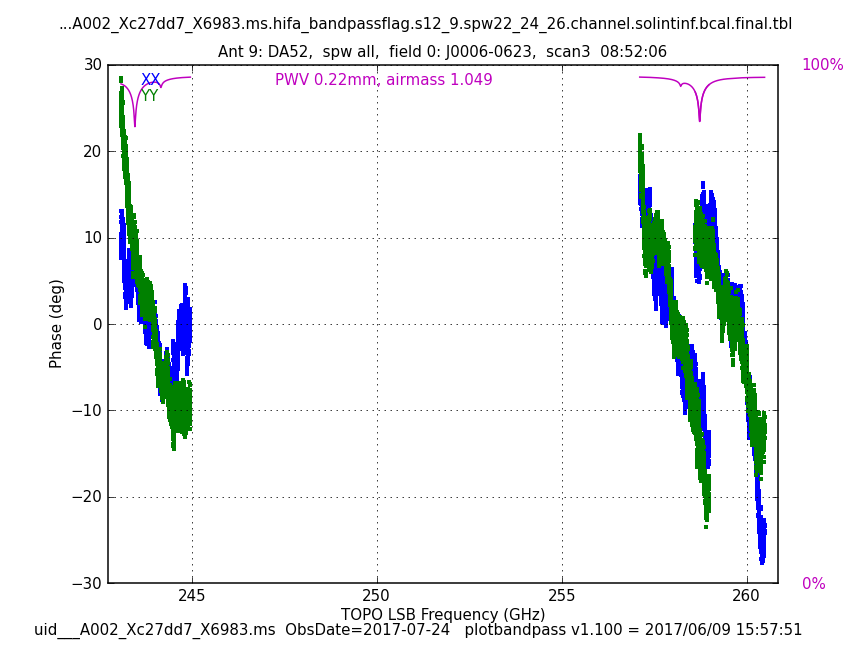 ...A002_Xc27dd7_X6983.ms.hifa_bandpassflag.s12_9.spw22_24_26.channel.solintinf.bcal.final.tbl
Ant 9: DA52, spw all, field 0: J0006-0623, scan3 08:52:06
30
100%
XX
PWV 0.22mm, airmass 1.049
YY
20
10
0
−10
−20
−30
0%
Phase (deg)
245
250
255
260
TOPO LSB Frequency (GHz)
uid___A002_Xc27dd7_X6983.ms ObsDate=2017-07-24 plotbandpass v1.100 = 2017/06/09 15:57:51